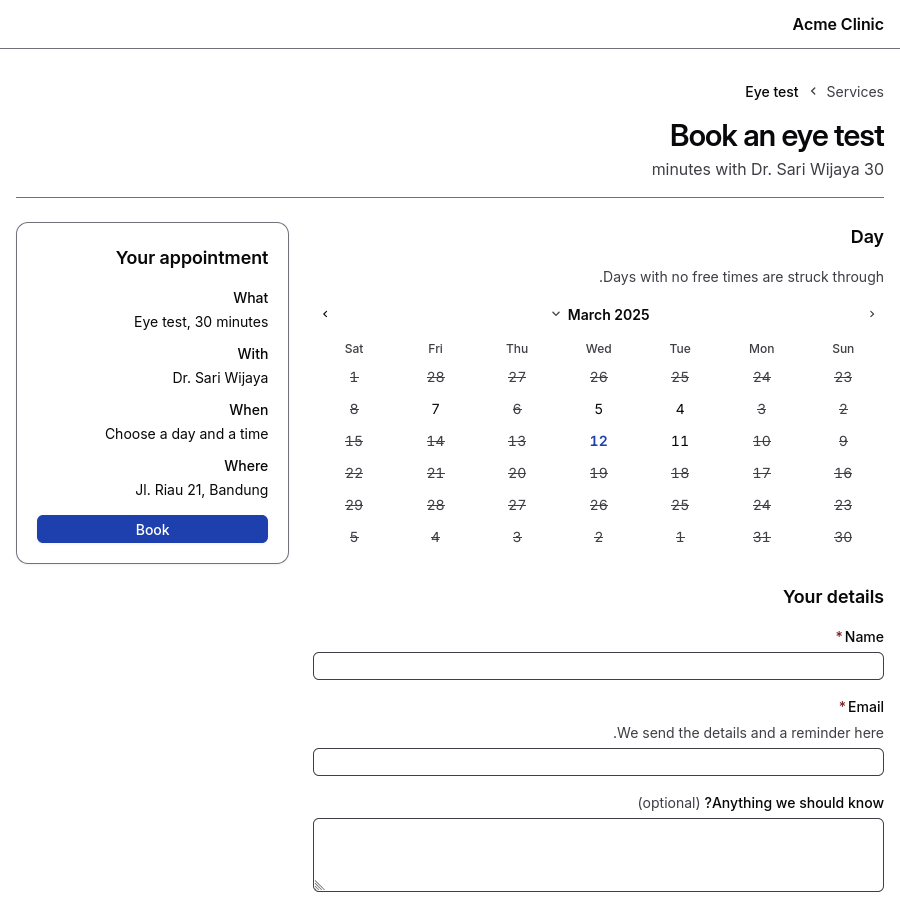 Acme Clinic
Eye test Services
Book an eye test
minutes with Dr. Sari Wijaya 30
Day
.Days with no free times are struck through
March 2025
Sat Fri Thu Wed Tue Mon Sun
1 28 27 26 25 24 23
8 7 6 5 4 3 2
15 14 13 12 11 10 9
22 21 20 19 18 17 16
29 28 27 26 25 24 23
5 4 3 2 1 31 30
Your details
*Name
*Email
.We send the details and a reminder here
(optional) ?Anything we should know
Your appointment
What
Eye test, 30 minutes
With
Dr. Sari Wijaya
When
Choose a day and a time
Where
Jl. Riau 21, Bandung
Book